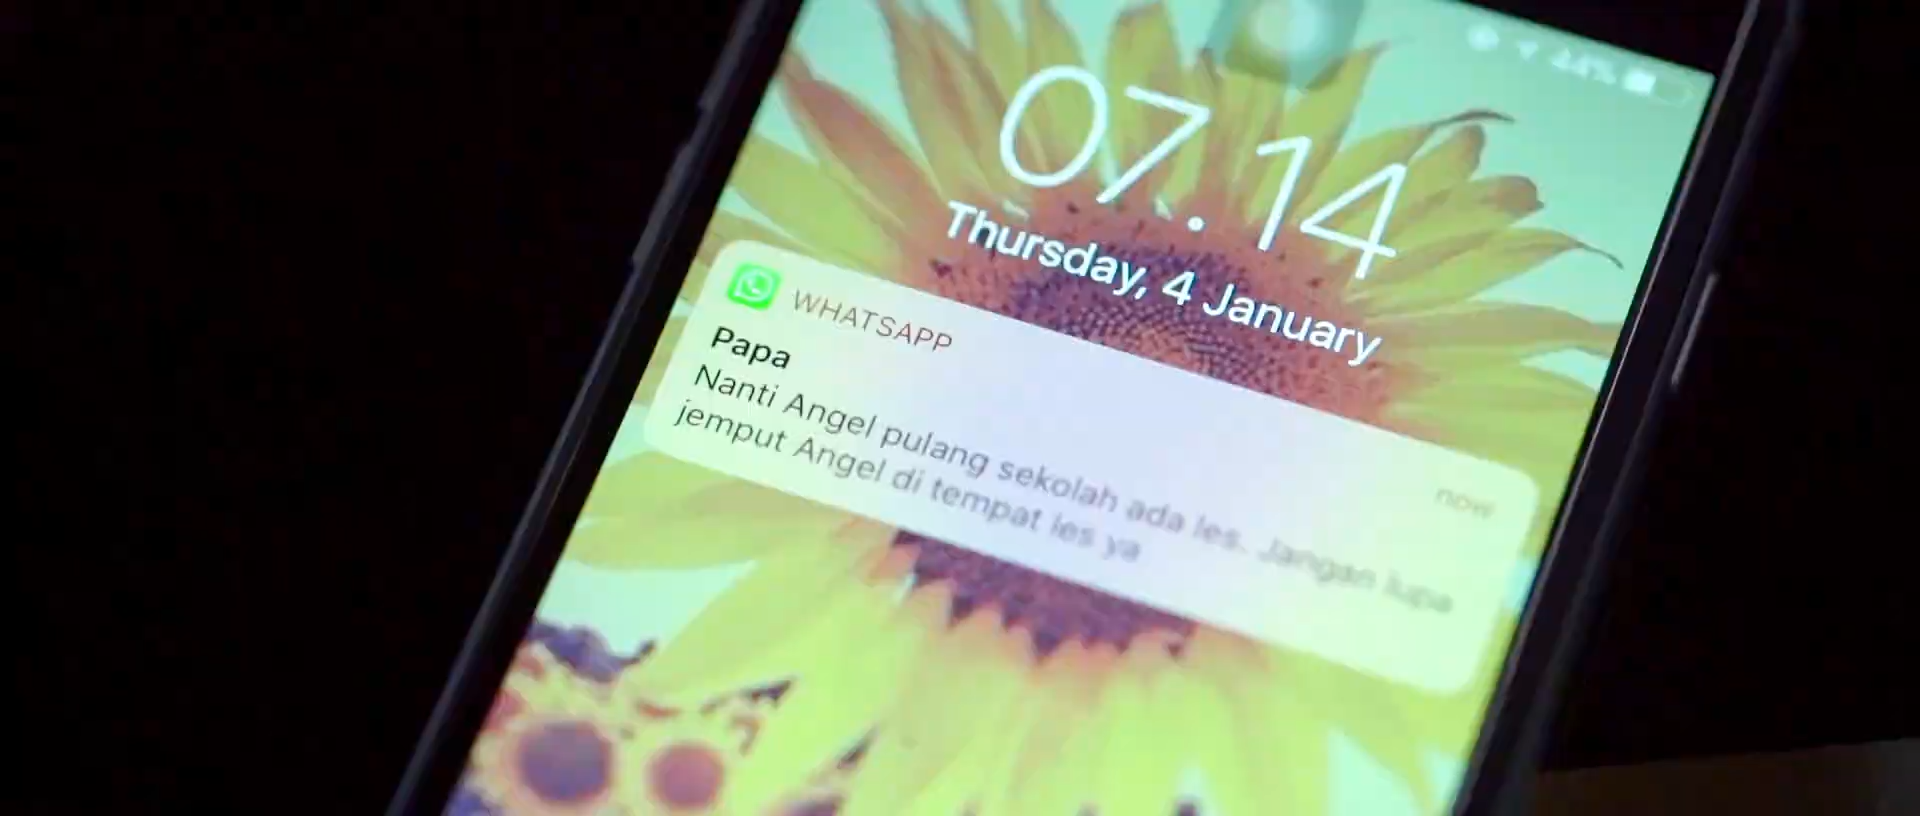 44%
07.14
Thursday, 4 January
WHATSAPP
now
Papa
Nanti Angel pulang sekolah ada les. Jangan lupa
jemput Angel di tempat les ya